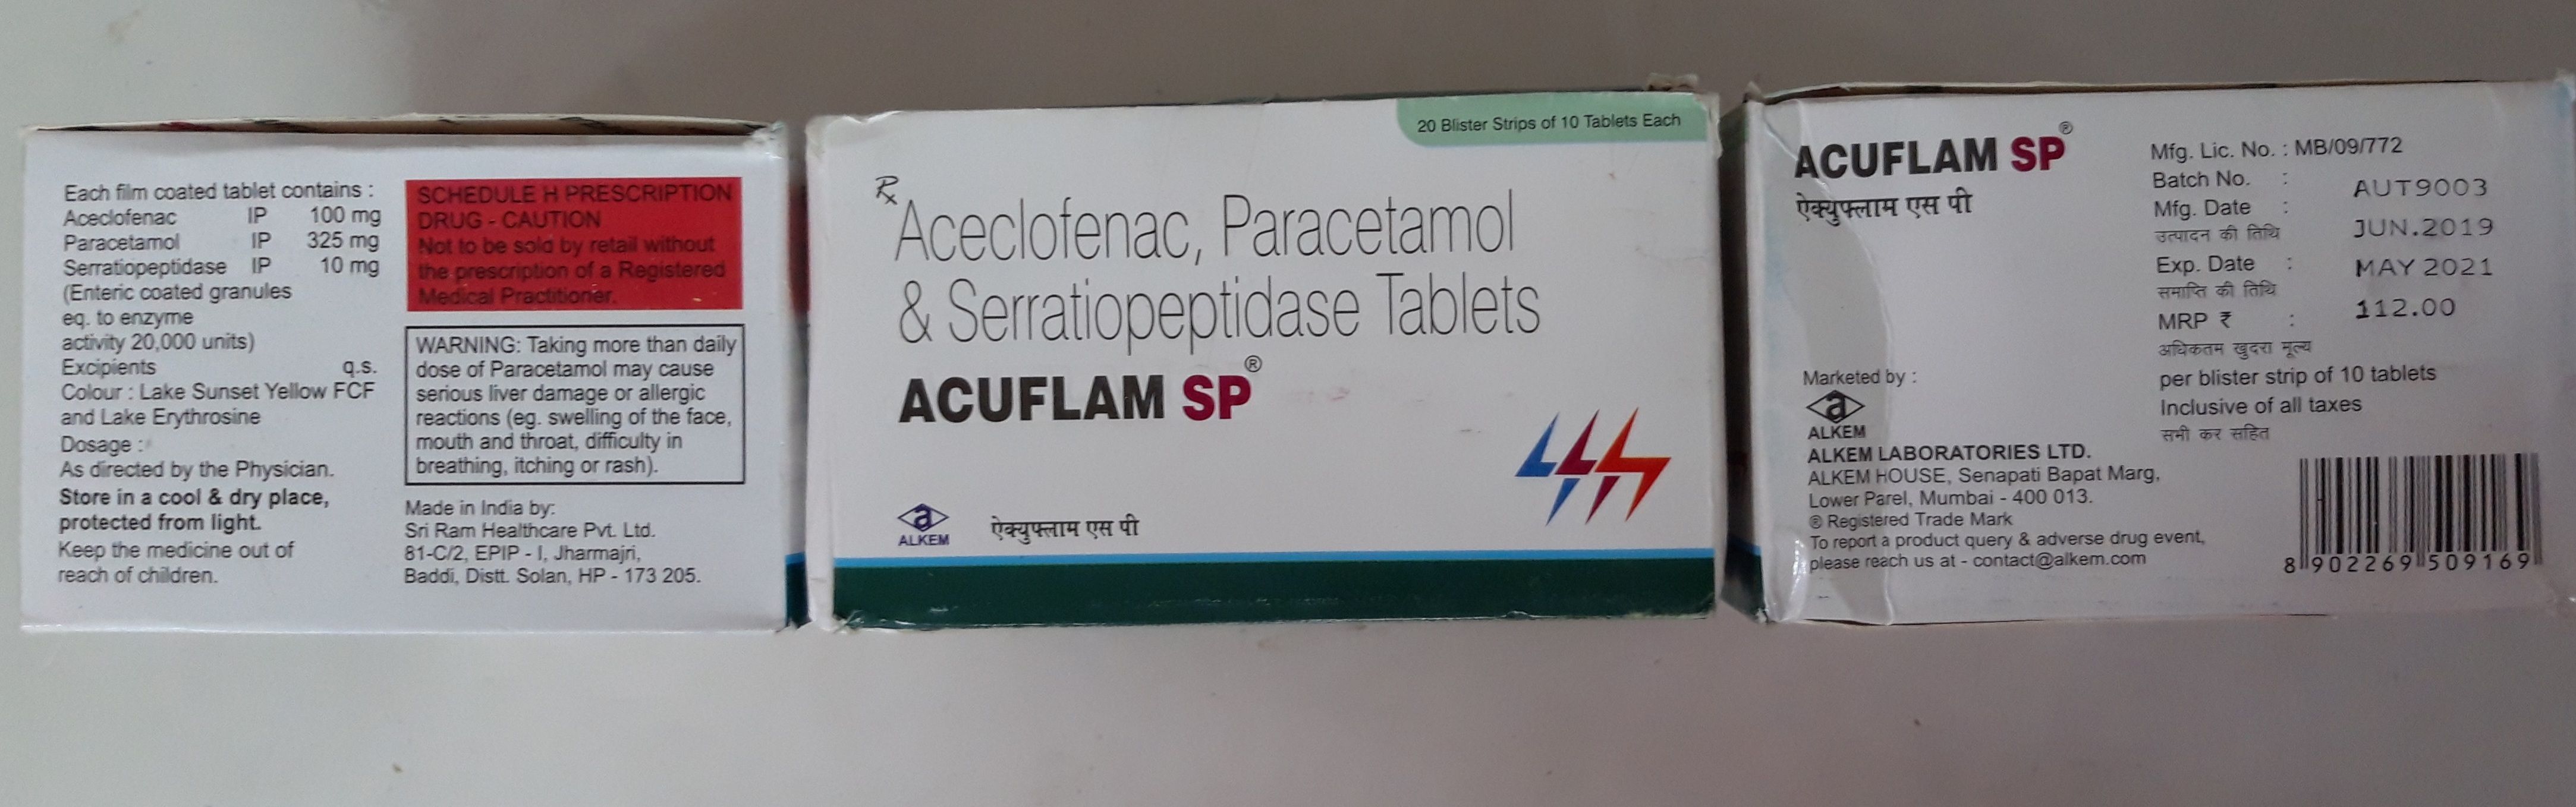 Each film coated tablet contains :
Aceclofenac IP 100 mg
Paracetamol IP 325 mg
Serratiopeptidase IP 10 mg
(Enteric coated granules
eq. to enzyme
activity 20,000 units)
Excipients q.s.
Colour : Lake Sunset Yellow FCF
and Lake Erythrosine
Dosage :
As directed by the Physician.
Store in a cool & dry place,
protected from light.
Keep the medicine out of
reach of children.
SCHEDULE H PRESCRIPTION
DRUG - CAUTION
Not to be sold by retail without
the prescription of a Registered
Medical Practitioner.
WARNING: Taking more than daily
dose of Paracetamol may cause
serious liver damage or allergic
reactions (eg. swelling of the face,
mouth and throat, difficulty in
breathing, itching or rash).
Made in India by:
Sri Ram Healthcare Pvt. Ltd.
81-C/2, EPIP - I, Jharmajri,
Baddi, Distt. Solan, HP - 173 205.
20 Blister Strips of 10 Tablets Each
Rx
Aceclofenac, Paracetamol
& Serratiopeptidase Tablets
ACUFLAM SP®
a
ALKEM
ऐक्युफ्लाम एस पी
ACUFLAM SP®
ऐक्युफ्लाम एस पी
Marketed by :
a
ALKEM
ALKEM LABORATORIES LTD.
ALKEM HOUSE, Senapati Bapat Marg,
Lower Parel, Mumbai - 400 013.
® Registered Trade Mark
To report a product query & adverse drug event,
please reach us at - contact@alkem.com
Mfg. Lic. No. : MB/09/772
Batch No. : AUT9003
Mfg. Date : JUN.2019
उत्पादन की तिथि
Exp. Date : MAY 2021
समाप्ति की तिथि
MRP ₹ : 112.00
अधिकतम खुदरा मूल्य
per blister strip of 10 tablets
Inclusive of all taxes
सभी कर सहित
8 902269 509169